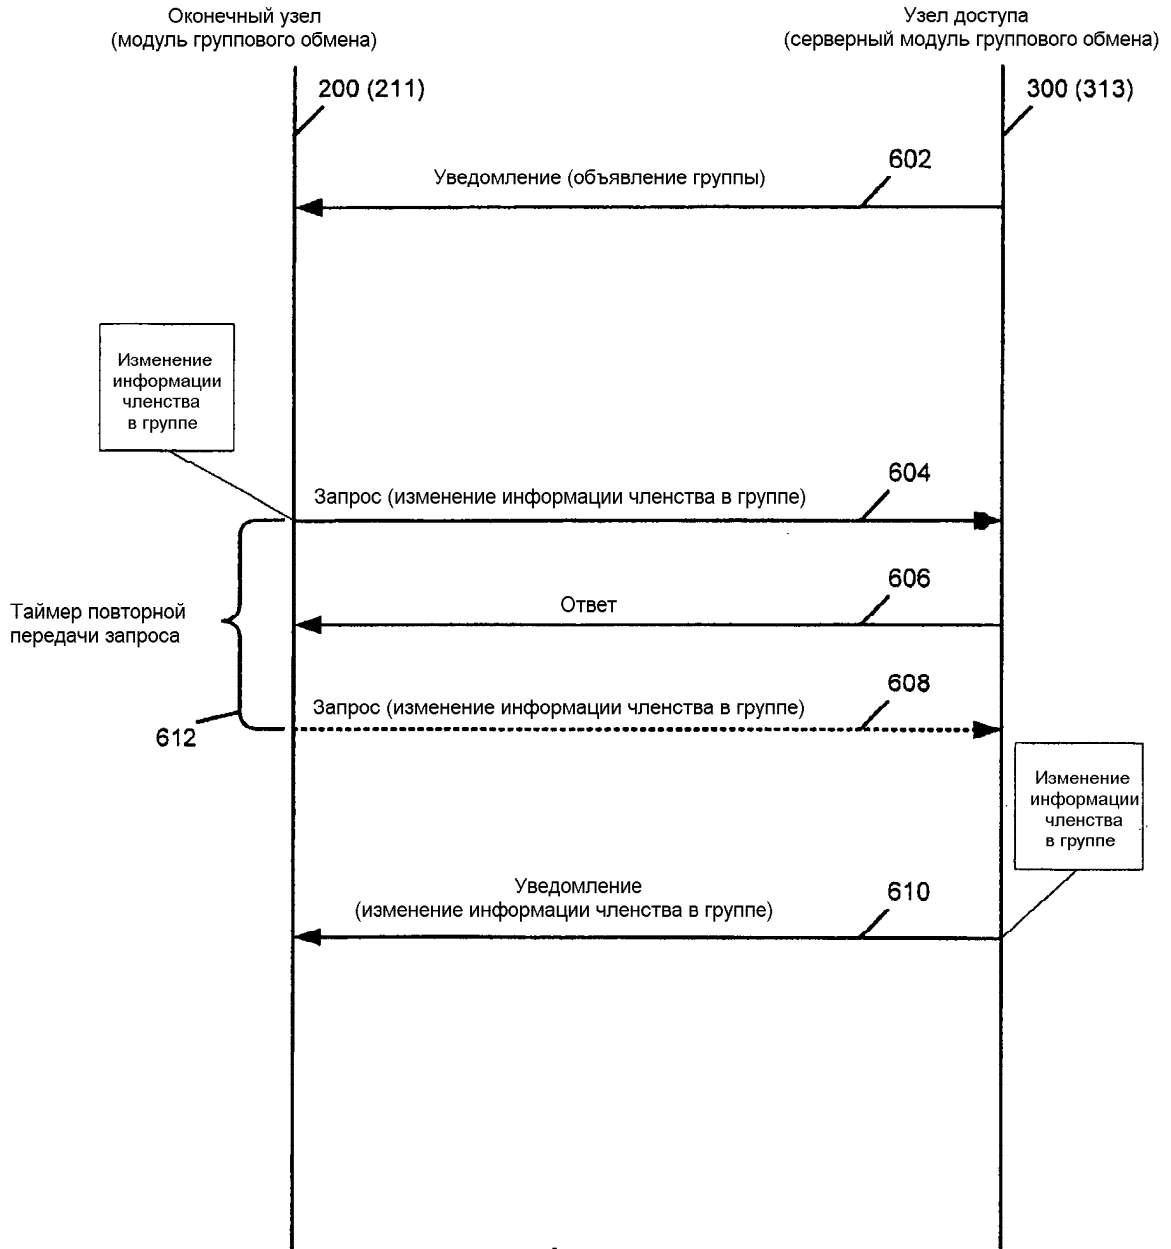 Оконечный узел
(модуль группового обмена)
Узел доступа
(серверный модуль группового обмена)
200 (211)
300 (313)
602
Уведомление (объявление группы)
Изменение
информации
членства
в группе
604
Запрос (изменение информации членства в группе)
606
Ответ
Таймер повторной
передачи запроса
608
Запрос (изменение информации членства в группе)
612
Изменение
информации
членства
в группе
Уведомление
(изменение информации членства в группе)
610